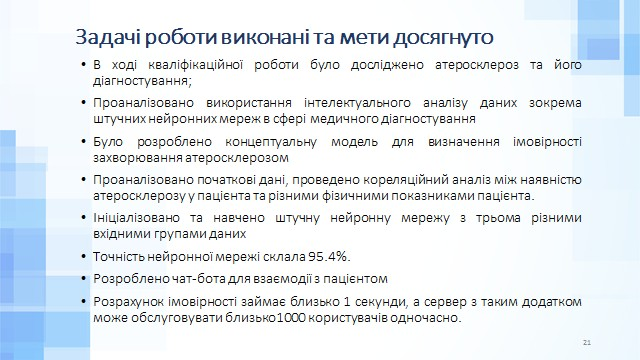 Задачі роботи виконані та мети досягнуто
• В ході кваліфікаційної роботи було досліджено атеросклероз та його
діагностування;
• Проаналізовано використання інтелектуального аналізу даних зокрема
штучних нейронних мереж в сфері медичного діагностування
• Було розроблено концептуальну модель для визначення імовірності
захворювання атеросклерозом
• Проаналізовано початкові дані, проведено кореляційний аналіз між наявністю
атеросклерозу у пацієнта та різними фізичними показниками пацієнта.
• Ініціалізовано та навчено штучну нейронну мережу з трьома різними
вхідними групами даних
• Точність нейронної мережі склала 95.4%.
• Розроблено чат-бота для взаємодії з пацієнтом
• Розрахунок імовірності займає близько 1 секунди, а сервер з таким додатком
може обслуговувати близько1000 користувачів одночасно.
21